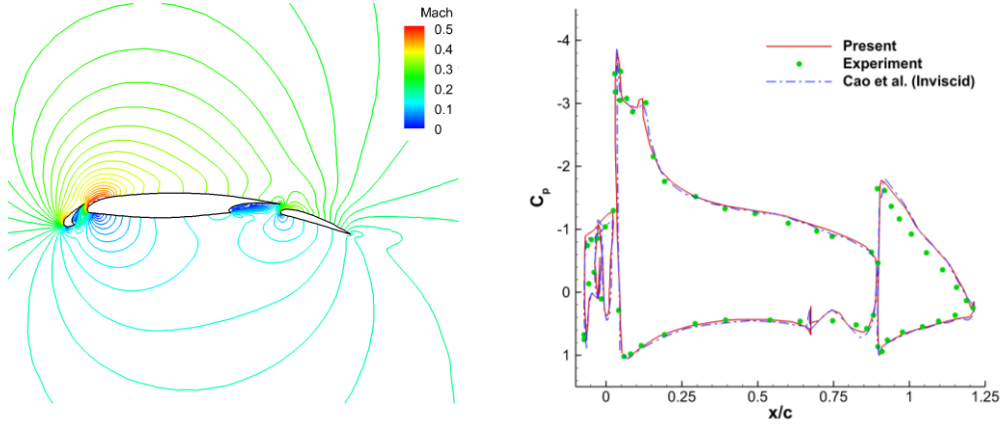 Mach
0.5
0.4
0.3
0.2
0.1
0
-4
-3
-2
-1
0
1
Cp
Present
Experiment
Cao et al. (Inviscid)
0 0.25 0.5 0.75 1 1.25
x/c